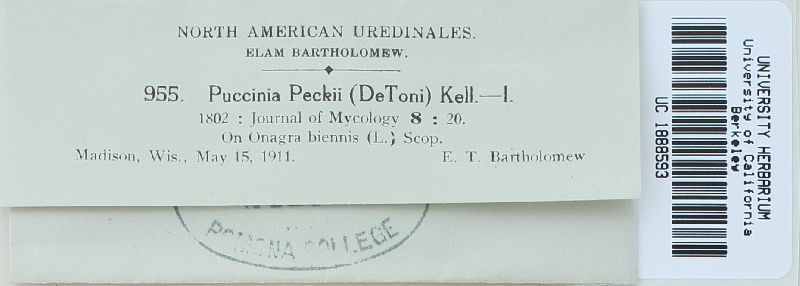 NORTH AMERICAN UREDINALES.
ELAM BARTHOLOMEW.
955. Puccinia Peckii (DeToni) Kell.—I.
1802 : Journal of Mycology 8 : 20.
On Onagra biennis (L.) Scop.
Madison, Wis., May 15, 1911. E. T. Bartholomew
POMONA COLLEGE
UNIVERSITY HERBARIUM
University of California
Berkeley
UC 1888593